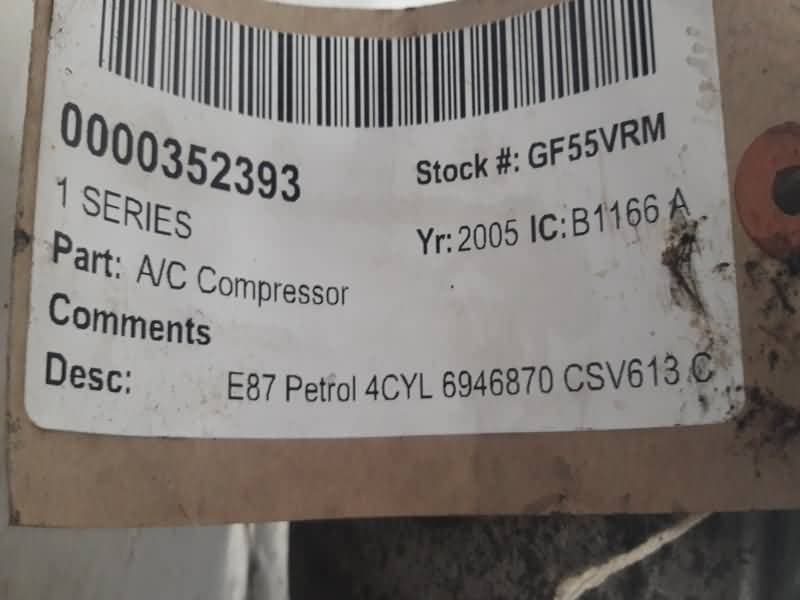 0000352393
Stock #: GF55VRM
1 SERIES
Yr: 2005 IC: B1166 A
Part: A/C Compressor
Comments
Desc: E87 Petrol 4CYL 6946870 CSV613 C